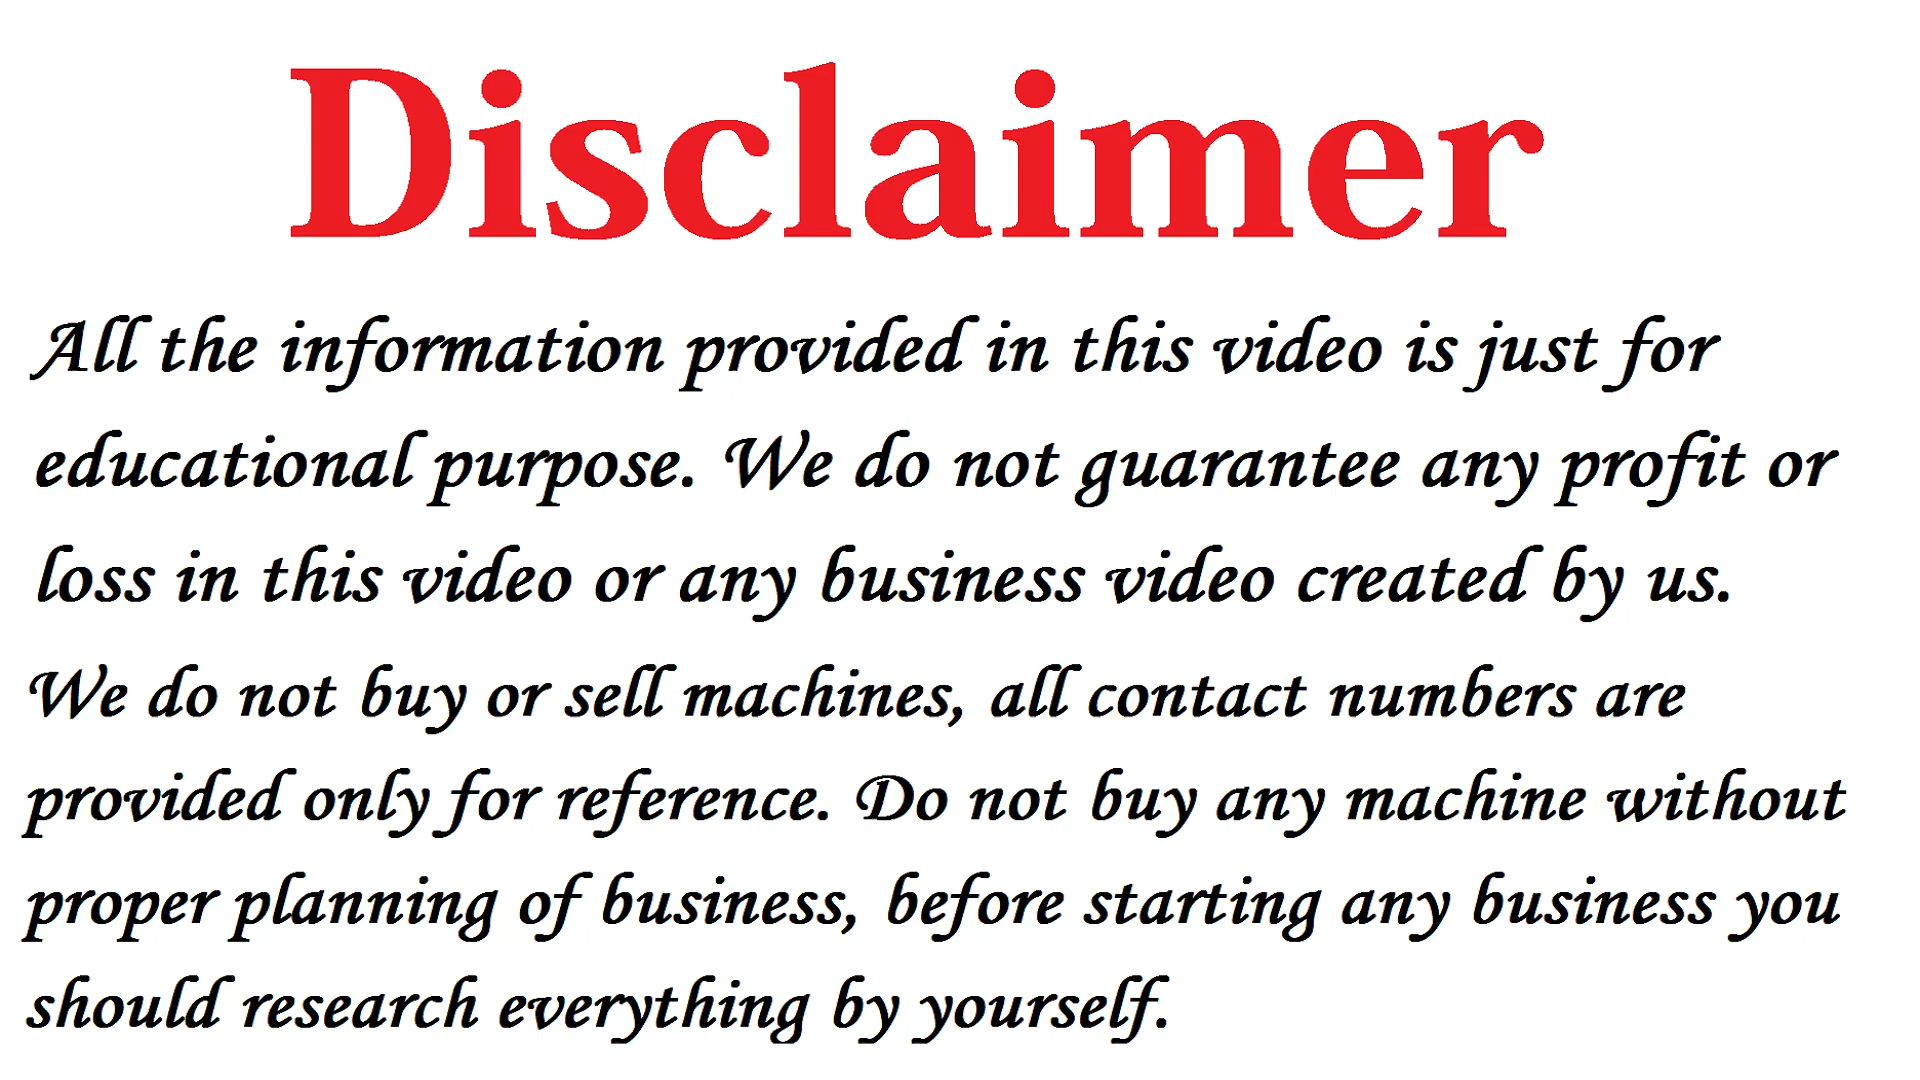 Disclaimer
All the information provided in this video is just for
educational purpose. We do not guarantee any profit or
loss in this video or any business video created by us.
We do not buy or sell machines, all contact numbers are
provided only for reference. Do not buy any machine without
proper planning of business, before starting any business you
should research everything by yourself.